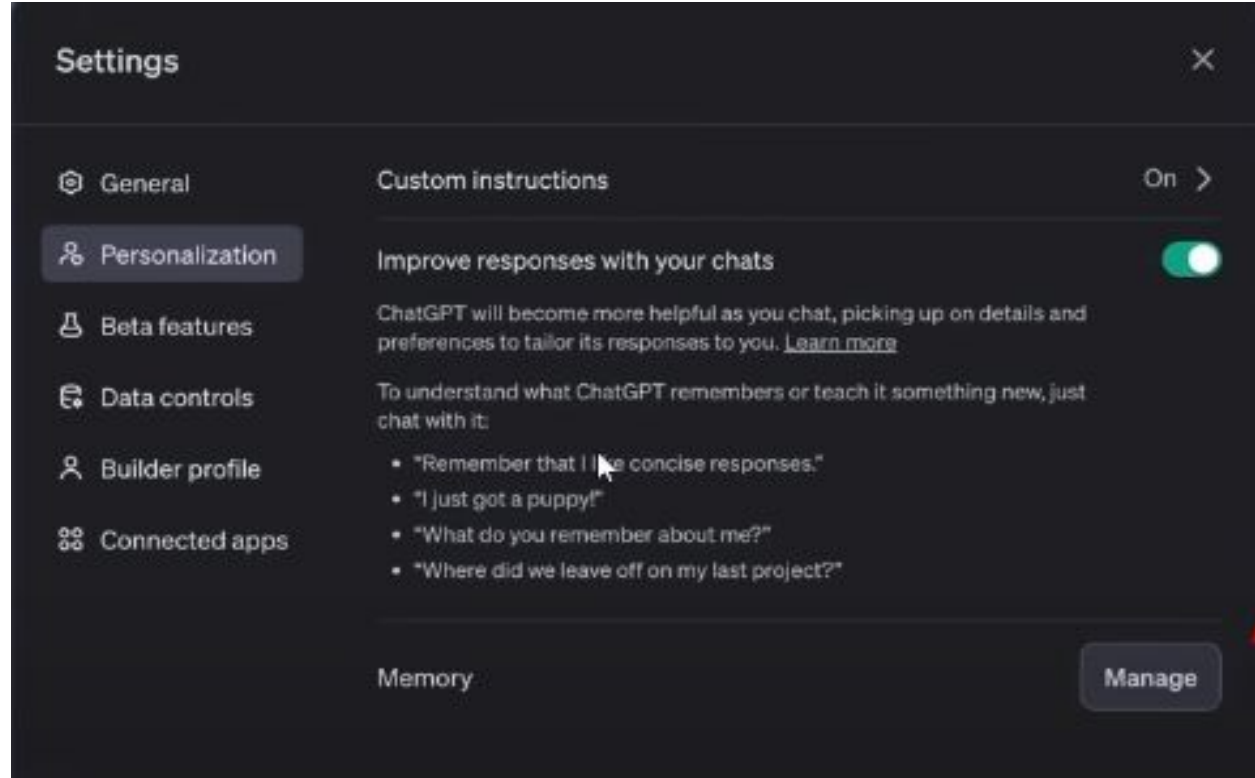 Settings
General
Personalization
Beta features
Data controls
Builder profile
Connected apps
Custom instructions
On
Improve responses with your chats
ChatGPT will become more helpful as you chat, picking up on details and
preferences to tailor its responses to you. Learn more
To understand what ChatGPT remembers or teach it something new, just
chat with it:
• "Remember that I concise responses."
• "I just got a puppy!"
• "What do you remember about me?"
• "Where did we leave off on my last project?"
Memory
Manage